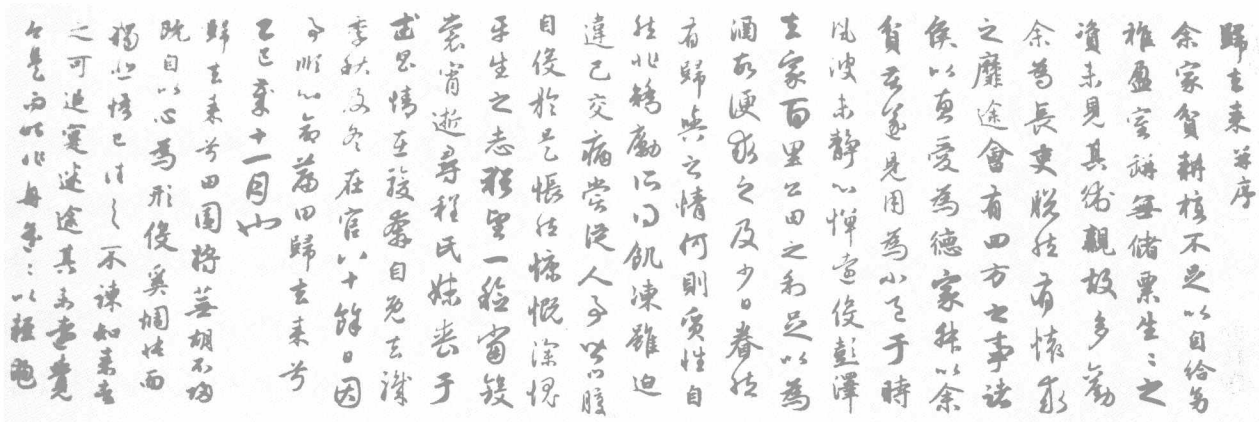 歸去來并序
余家貧耕植不足以自給幼
稚盈室缾無儲粟生〻之
資未見其術親故多勸
余為長吏脫然有懷求
之靡途會有四方之事諸
侯以惠愛為德家叔以余
貧苦遂見用為小邑于時
風波未靜心憚遠役彭澤
去家百里公田之利足以為
酒故便求之及少日眷然
有歸與之情何則質性自
然非矯勵所得飢凍雖迫
違己交病嘗從人事皆口腹
自役於是悵然慷慨深愧
平生之志猶望一稔當斂
裳宵逝尋程氏妹喪于
武昌情在駿奔自免去職
季秋及冬在官八十餘日因
事順心命篇曰歸去來兮
乙巳歲十一月也
歸去來兮田園將蕪胡不歸
既自以心為形役奚惆悵而
獨悲悟已往之不諫知來者
之可追寔迷途其未遠覺
今是而昨非舟遙〻以輕颺